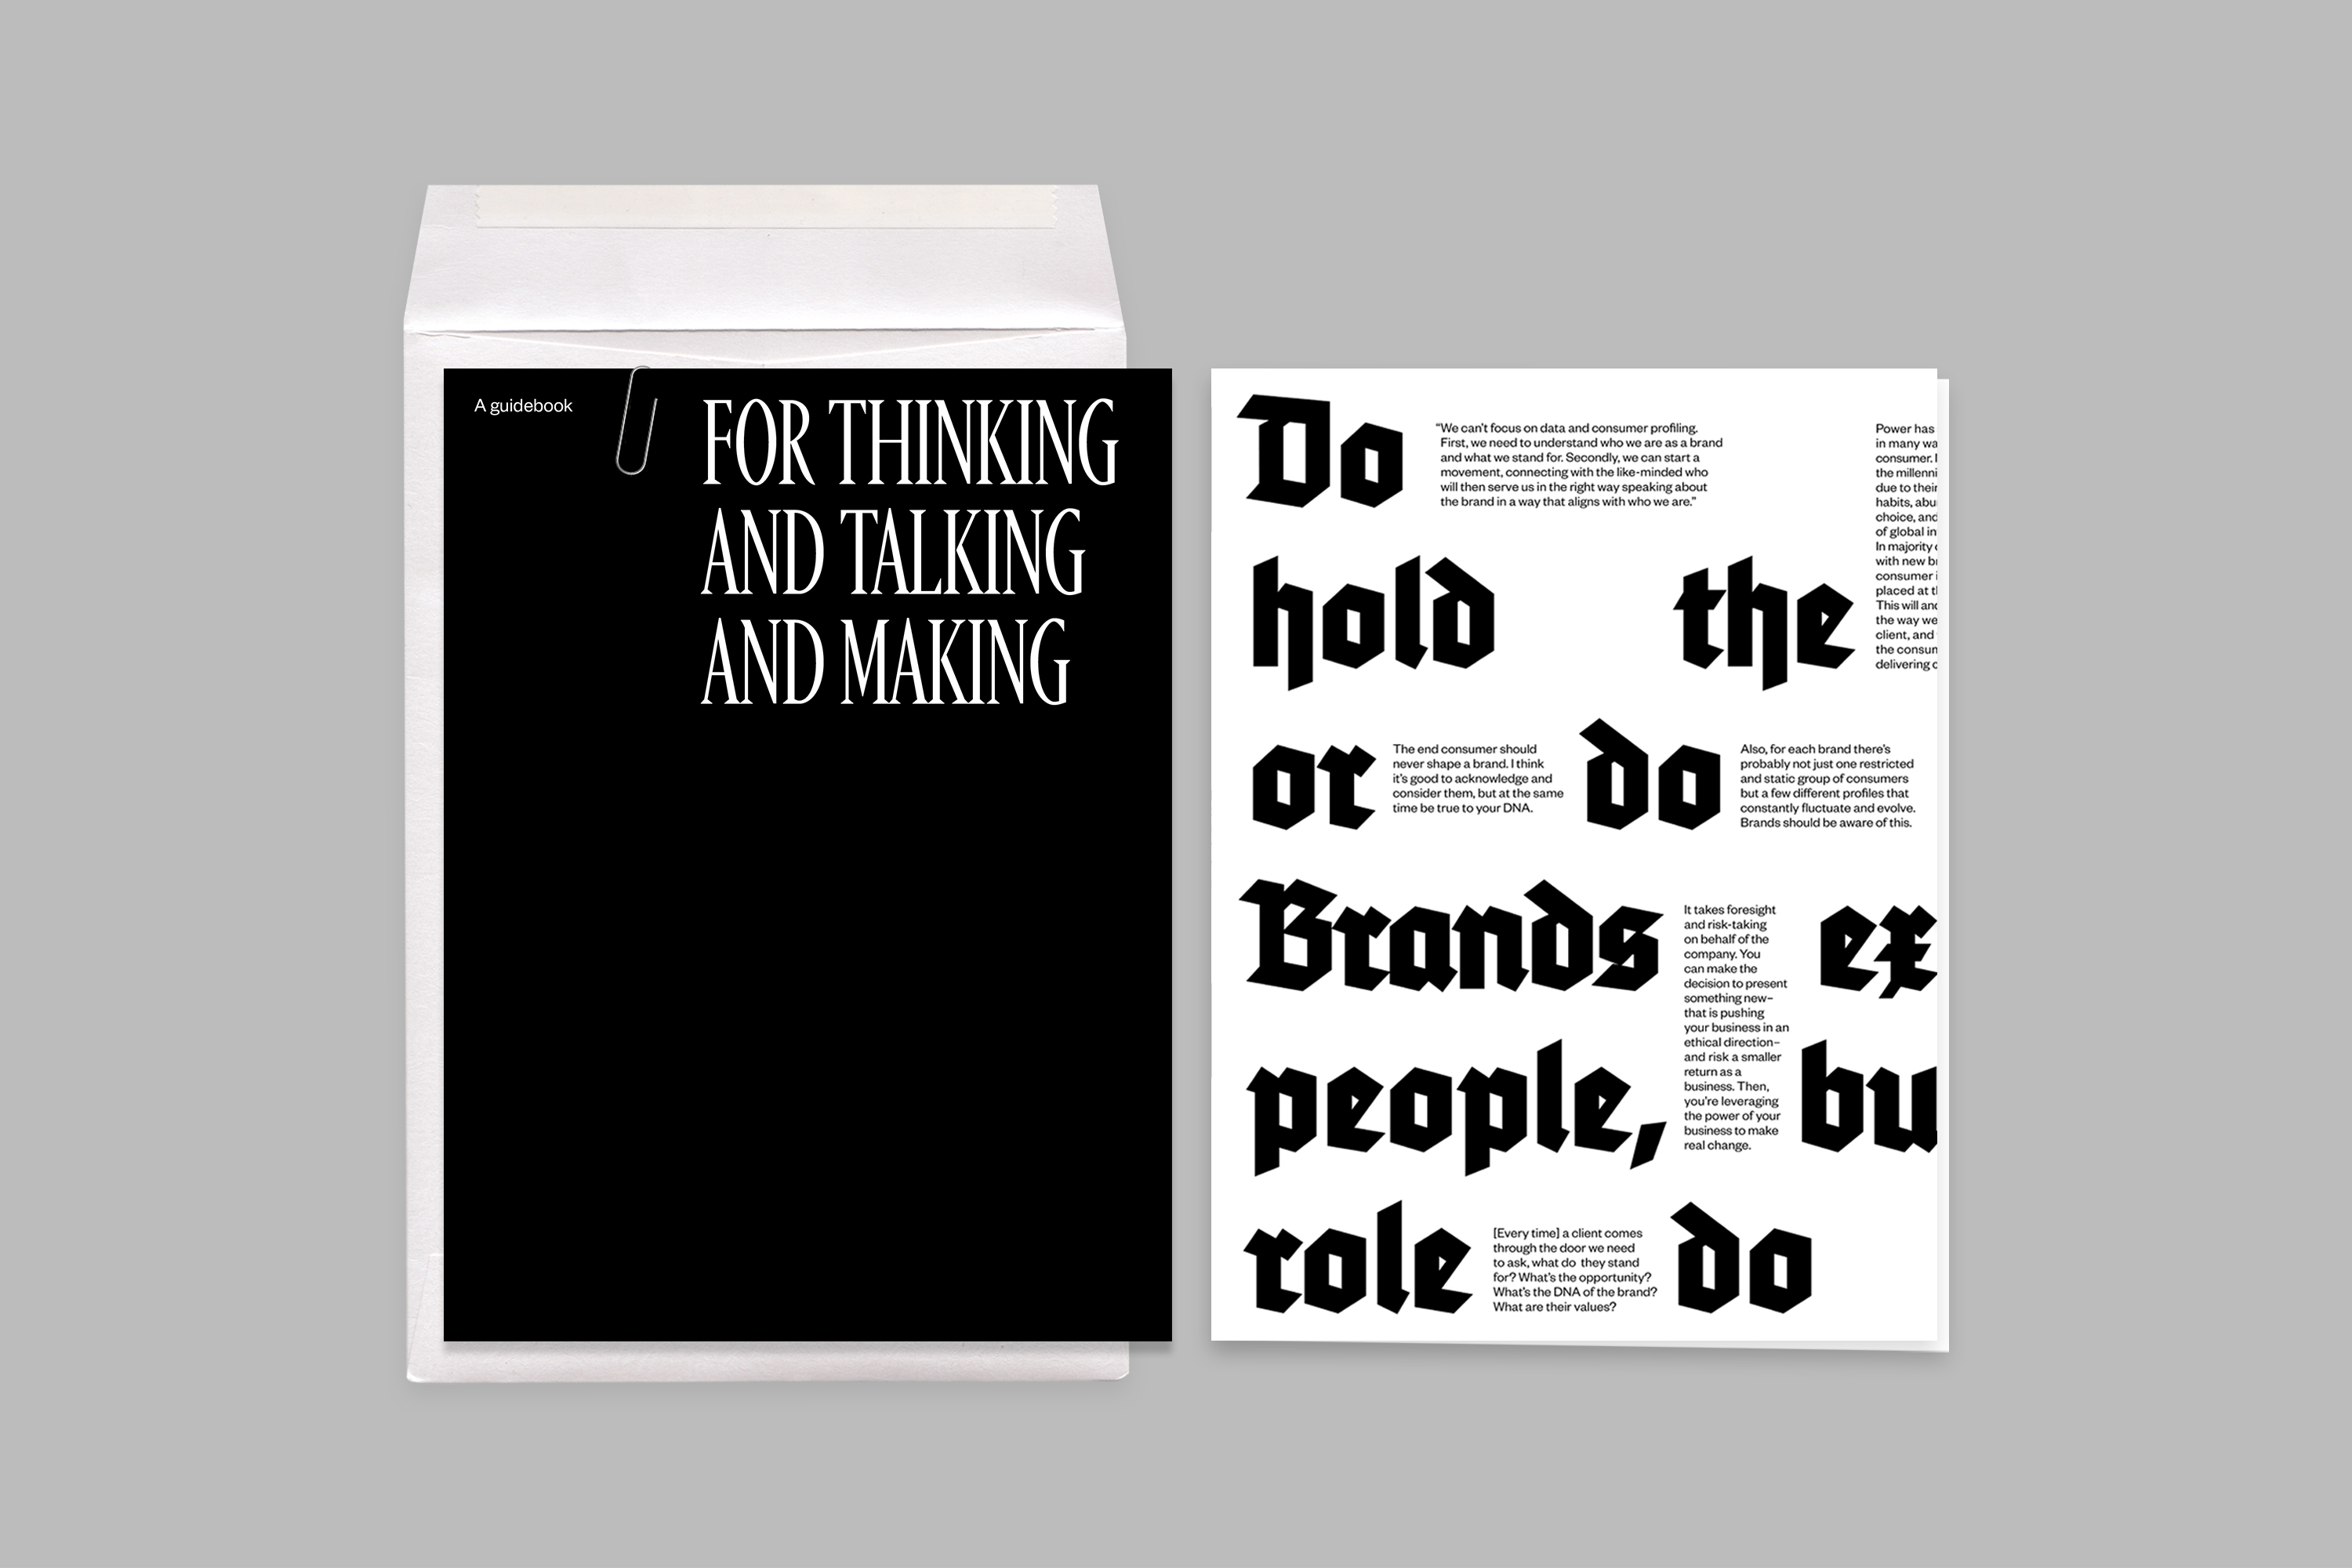 A guidebook
FOR THINKING
AND TALKING
AND MAKING
Do
“We can’t focus on data and consumer profiling.
First, we need to understand who we are as a brand
and what we stand for. Secondly, we can start a
movement, connecting with the like-minded who
will then serve us in the right way speaking about
the brand in a way that aligns with who we are.”
Power has
in many
consumer.
the
due to their
habits,
choice, and
of global
In majority
with new
consumer
placed at
This will and
the way we
client, and
the
delivering
hold
the
or
The end consumer should
never shape a brand. I think
it’s good to acknowledge and
consider them, but at the same
time be true to your DNA.
do
Also, for each brand there’s
probably not just one restricted
and static group of consumers
but a few different profiles that
constantly fluctuate and evolve.
Brands should be aware of this.
Brands
It takes foresight
and risk-taking
on behalf of the
company. You
can make the
decision to present
something new–
that is pushing
your business in an
ethical direction–
and risk a smaller
return as a
business. Then,
you’re leveraging
the power of your
business to make
real change.
ex
people,
bu
role
[Every time] a client comes
through the door we need
to ask, what do they stand
for? What’s the opportunity?
What’s the DNA of the brand?
What are their values?
do